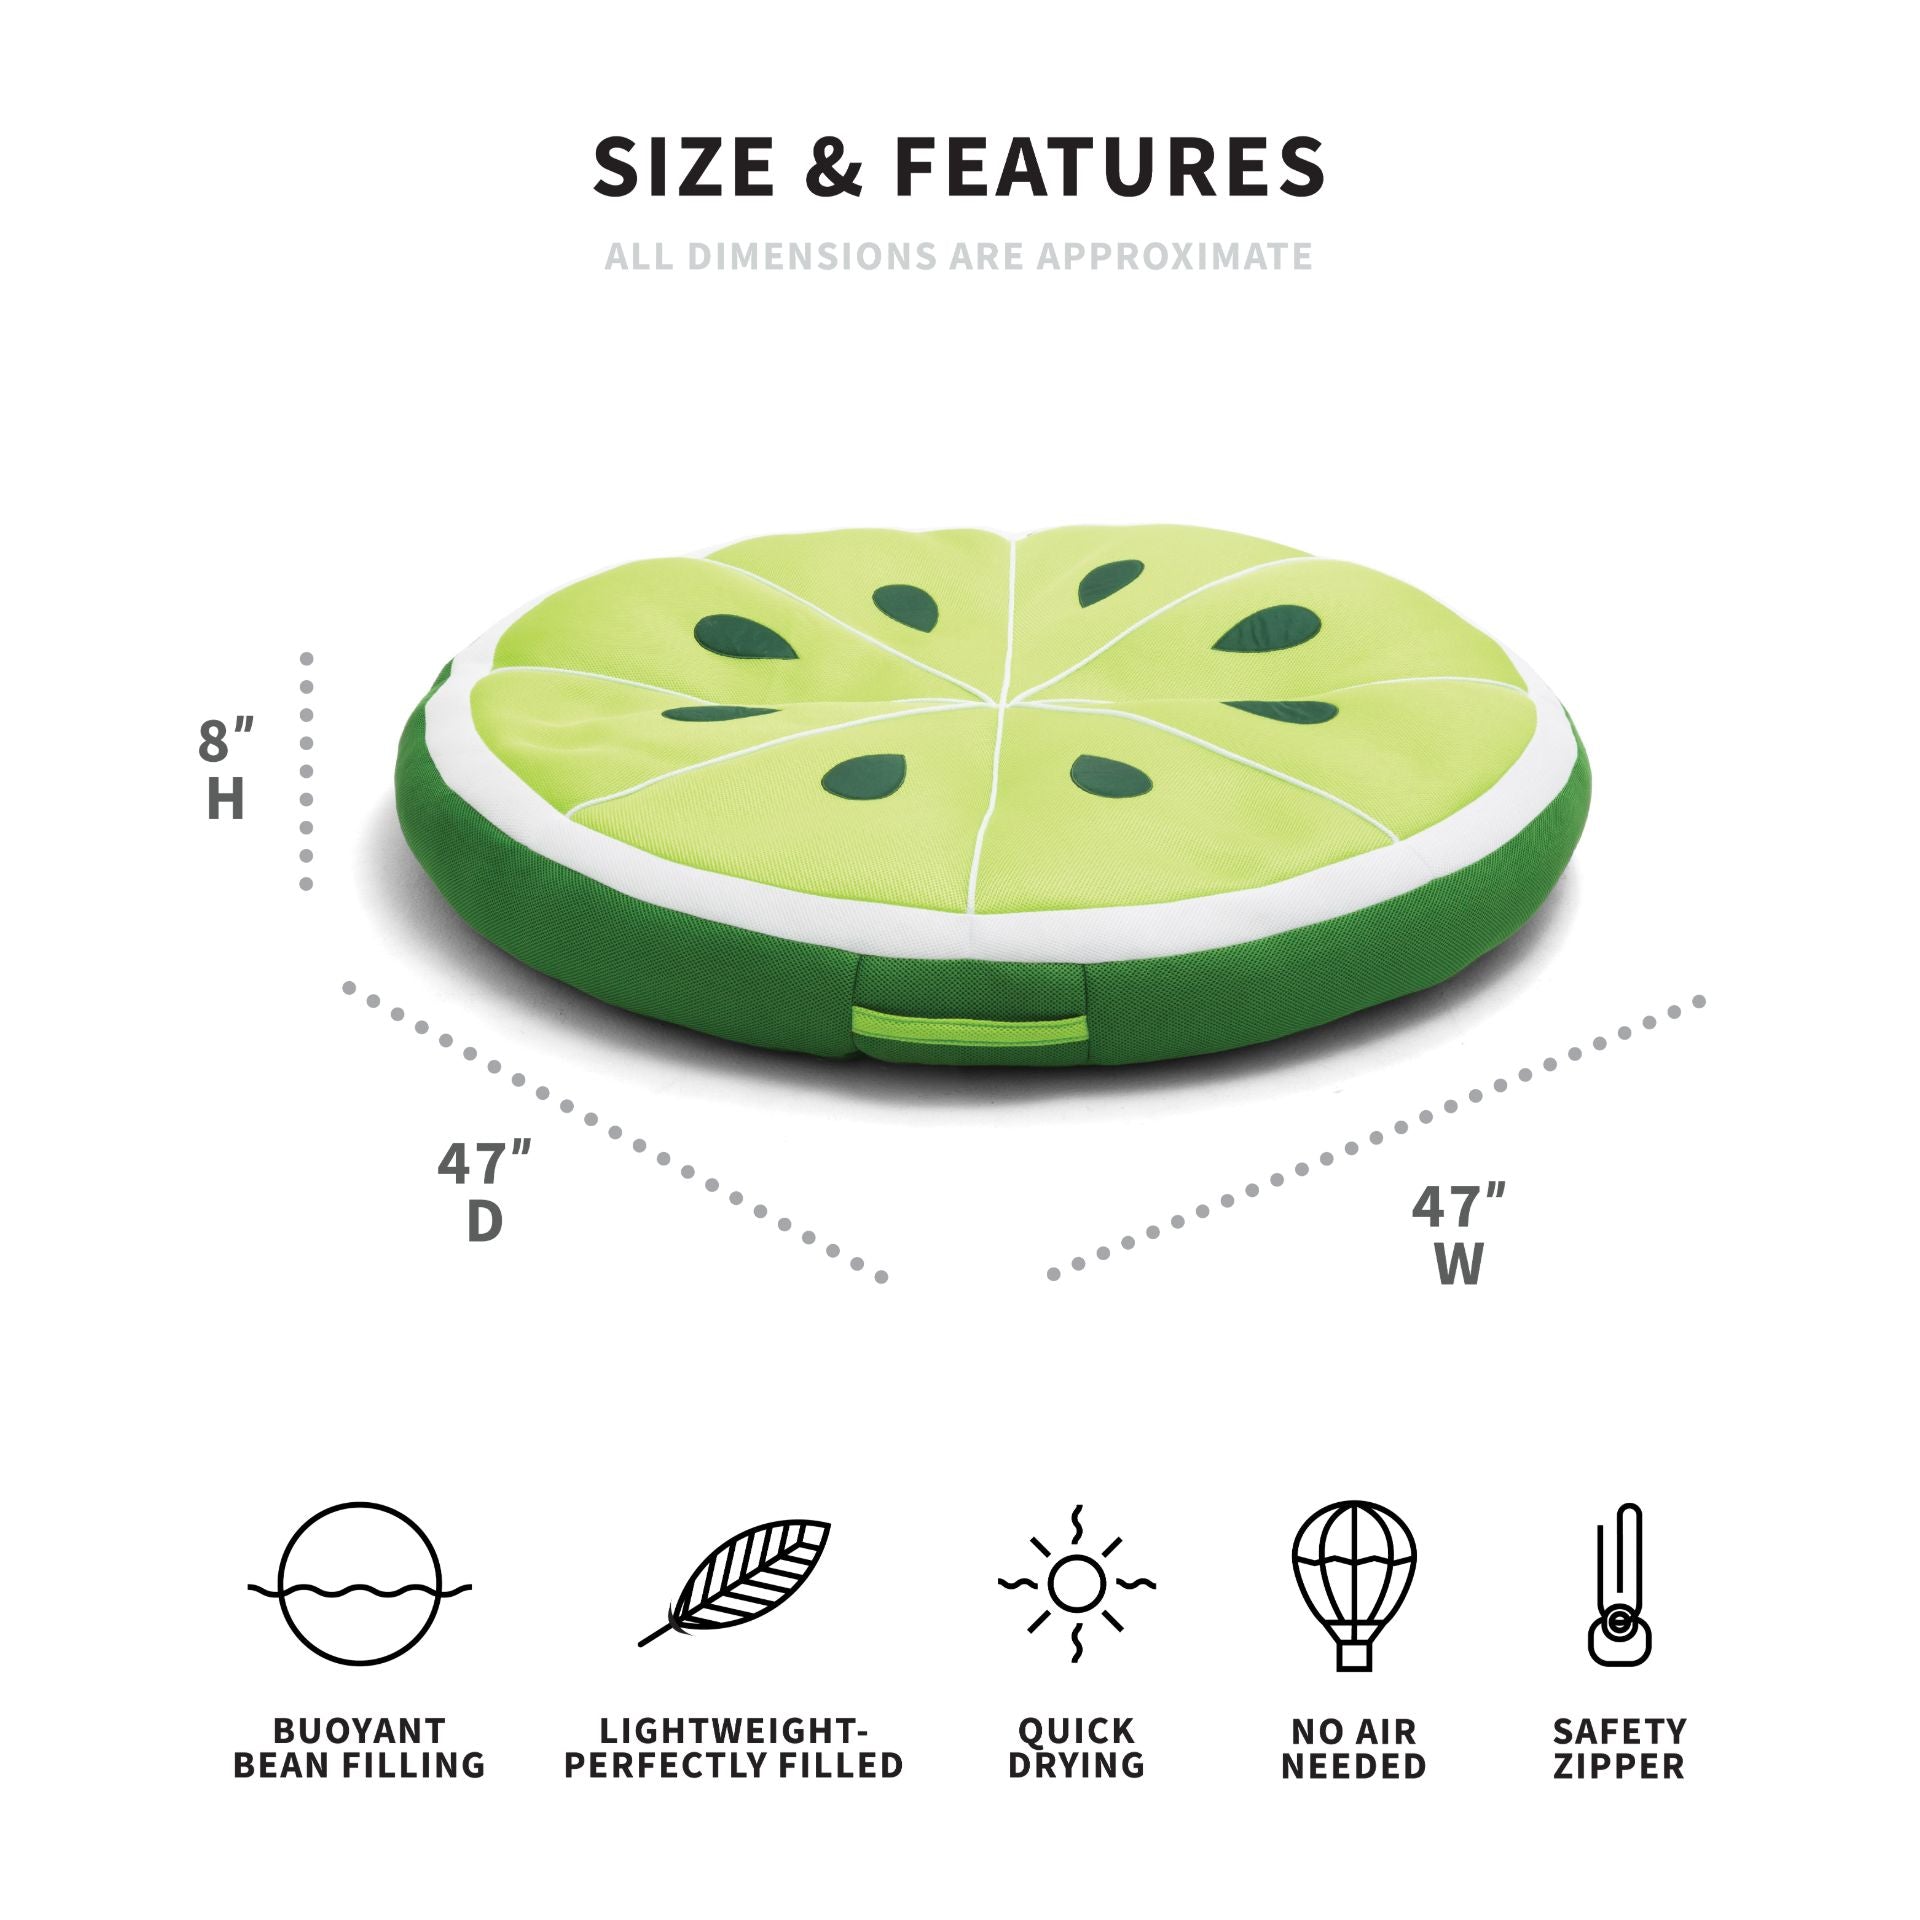 SIZE & FEATURES
ALL DIMENSIONS ARE APPROXIMATE
8"
H
47"
D
47"
W
BUOYANT
BEAN FILLING
LIGHTWEIGHT-
PERFECTLY FILLED
QUICK
DRYING
NO AIR
NEEDED
SAFETY
ZIPPER